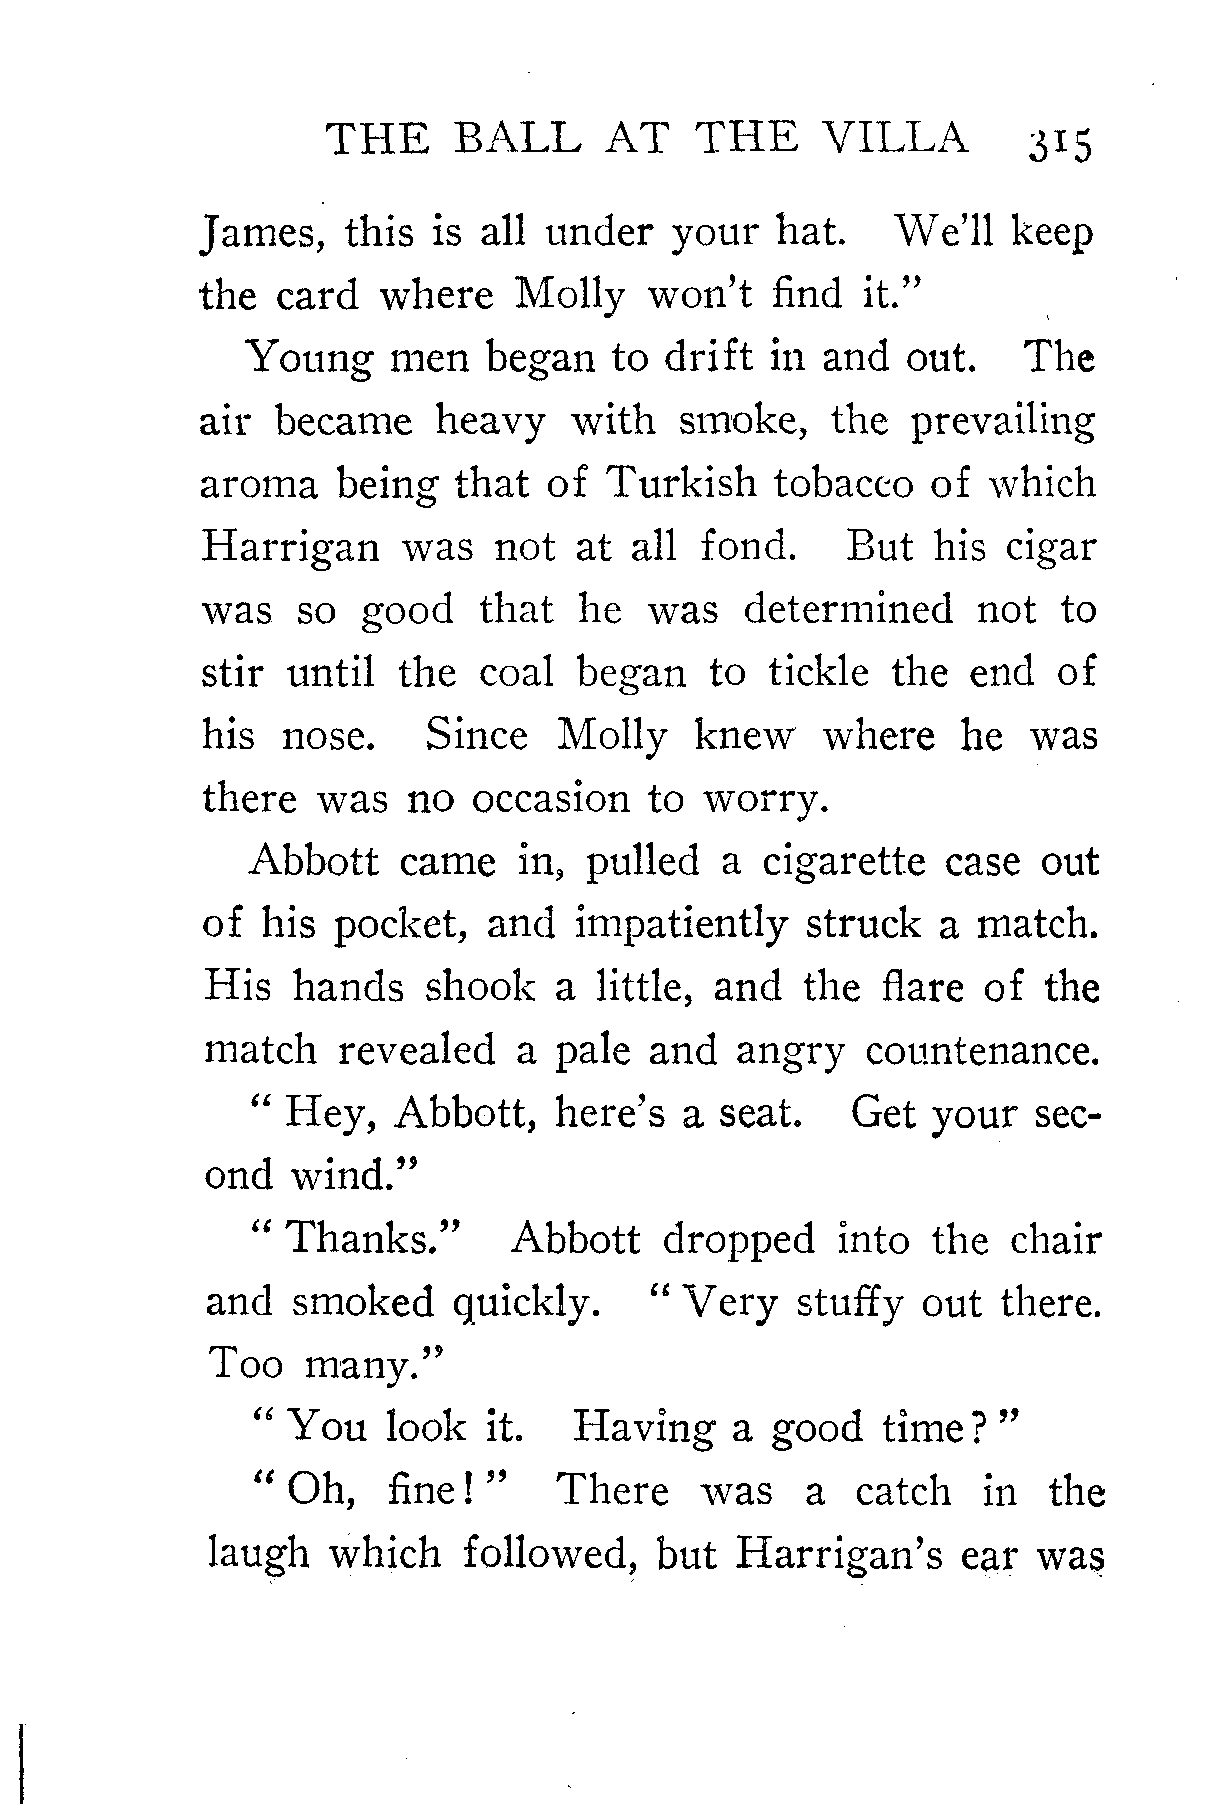 THE BALL AT THE VILLA 315
James, this is all under your hat. We'll keep
the card where Molly won't find it."
Young men began to drift in and out. The
air became heavy with smoke, the prevailing
aroma being that of Turkish tobacco of which
Harrigan was not at all fond. But his cigar
was so good that he was determined not to
stir until the coal began to tickle the end of
his nose. Since Molly knew where he was
there was no occasion to worry.
Abbott came in, pulled a cigarette case out
of his pocket, and impatiently struck a match.
His hands shook a little, and the flare of the
match revealed a pale and angry countenance.
" Hey, Abbott, here's a seat. Get your sec-
ond wind."
" Thanks." Abbott dropped into the chair
and smoked quickly. " Very stuffy out there.
Too many."
" You look it. Having a good time? "
" Oh, fine! " There was a catch in the
laugh which followed, but Harrigan's ear was